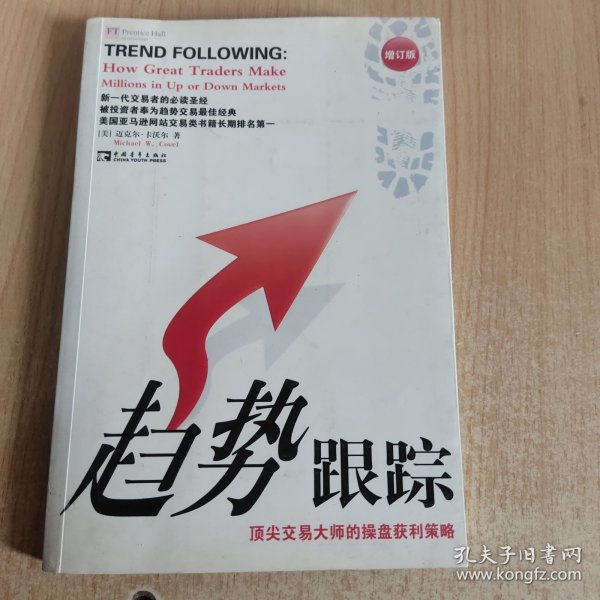 FT Prentice Hall
TREND FOLLOWING:
How Great Traders Make
Millions in Up or Down Markets
增订版
新一代交易者的必读圣经
被投资者奉为趋势交易最佳经典
美国亚马逊网站交易类书籍长期排名第一
[美] 迈克尔·卡沃尔 著
Michael W. Covel
中国青年出版社
CHINA YOUTH PRESS
趋势跟踪
顶尖交易大师的操盘获利策略
孔夫子旧书网
www.kongfz.com